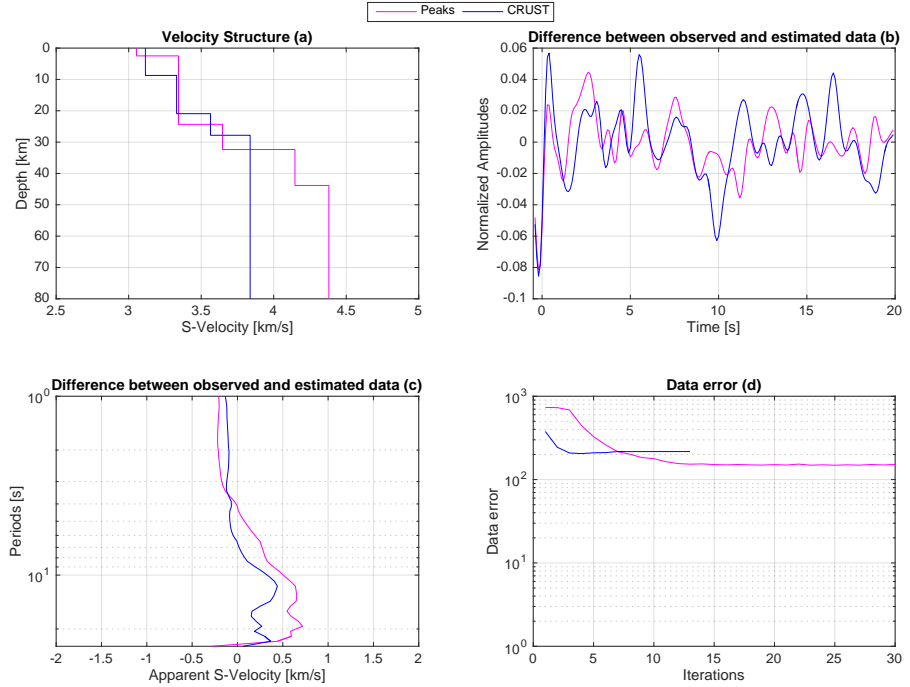 Peaks CRUST
Velocity Structure (a)
0
10
20
30
40
50
60
70
80
Depth [km]
2.5 3 3.5 4 4.5 5
S-Velocity [km/s]
Difference between observed and estimated data (b)
0.06
0.04
0.02
0
-0.02
-0.04
-0.06
-0.08
-0.1
Normalized Amplitudes
0 5 10 15 20
Time [s]
Difference between observed and estimated data (c)
10^0
10^1
Periods [s]
-2 -1.5 -1 -0.5 0 0.5 1 1.5 2
Apparent S-Velocity [km/s]
Data error (d)
10^3
10^2
10^1
10^0
Data error
0 5 10 15 20 25 30
Iterations